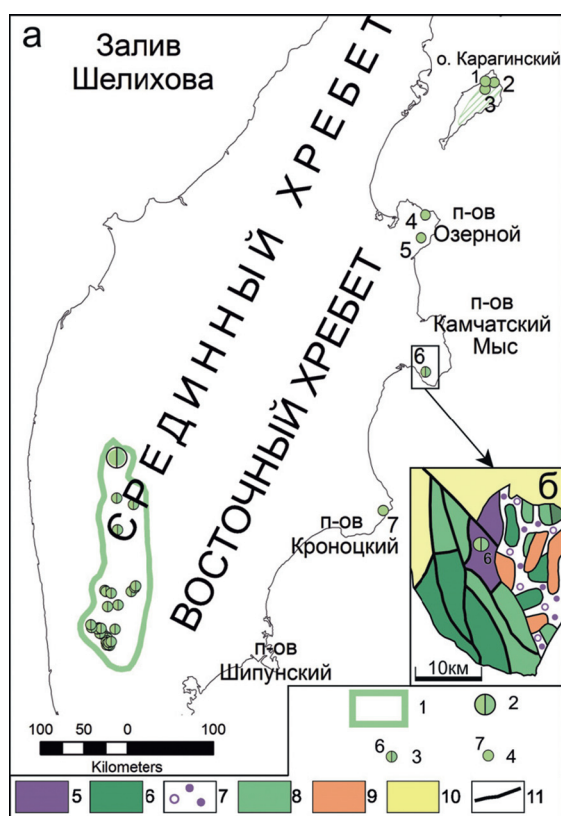 а
Залив
Шелихова
о. Карагинский
1
2
3
СРЕДИННЫЙ ХРЕБЕТ
4
5
п-ов
Озерной
ВОСТОЧНЫЙ ХРЕБЕТ
п-ов
Камчатский
Мыс
6
б
6
10км
7
п-ов
Кроноцкий
п-ов
Шипунский
100 0 100
Kilometers
1
2
6 3
7 4
5 6 7 8 9 10 11